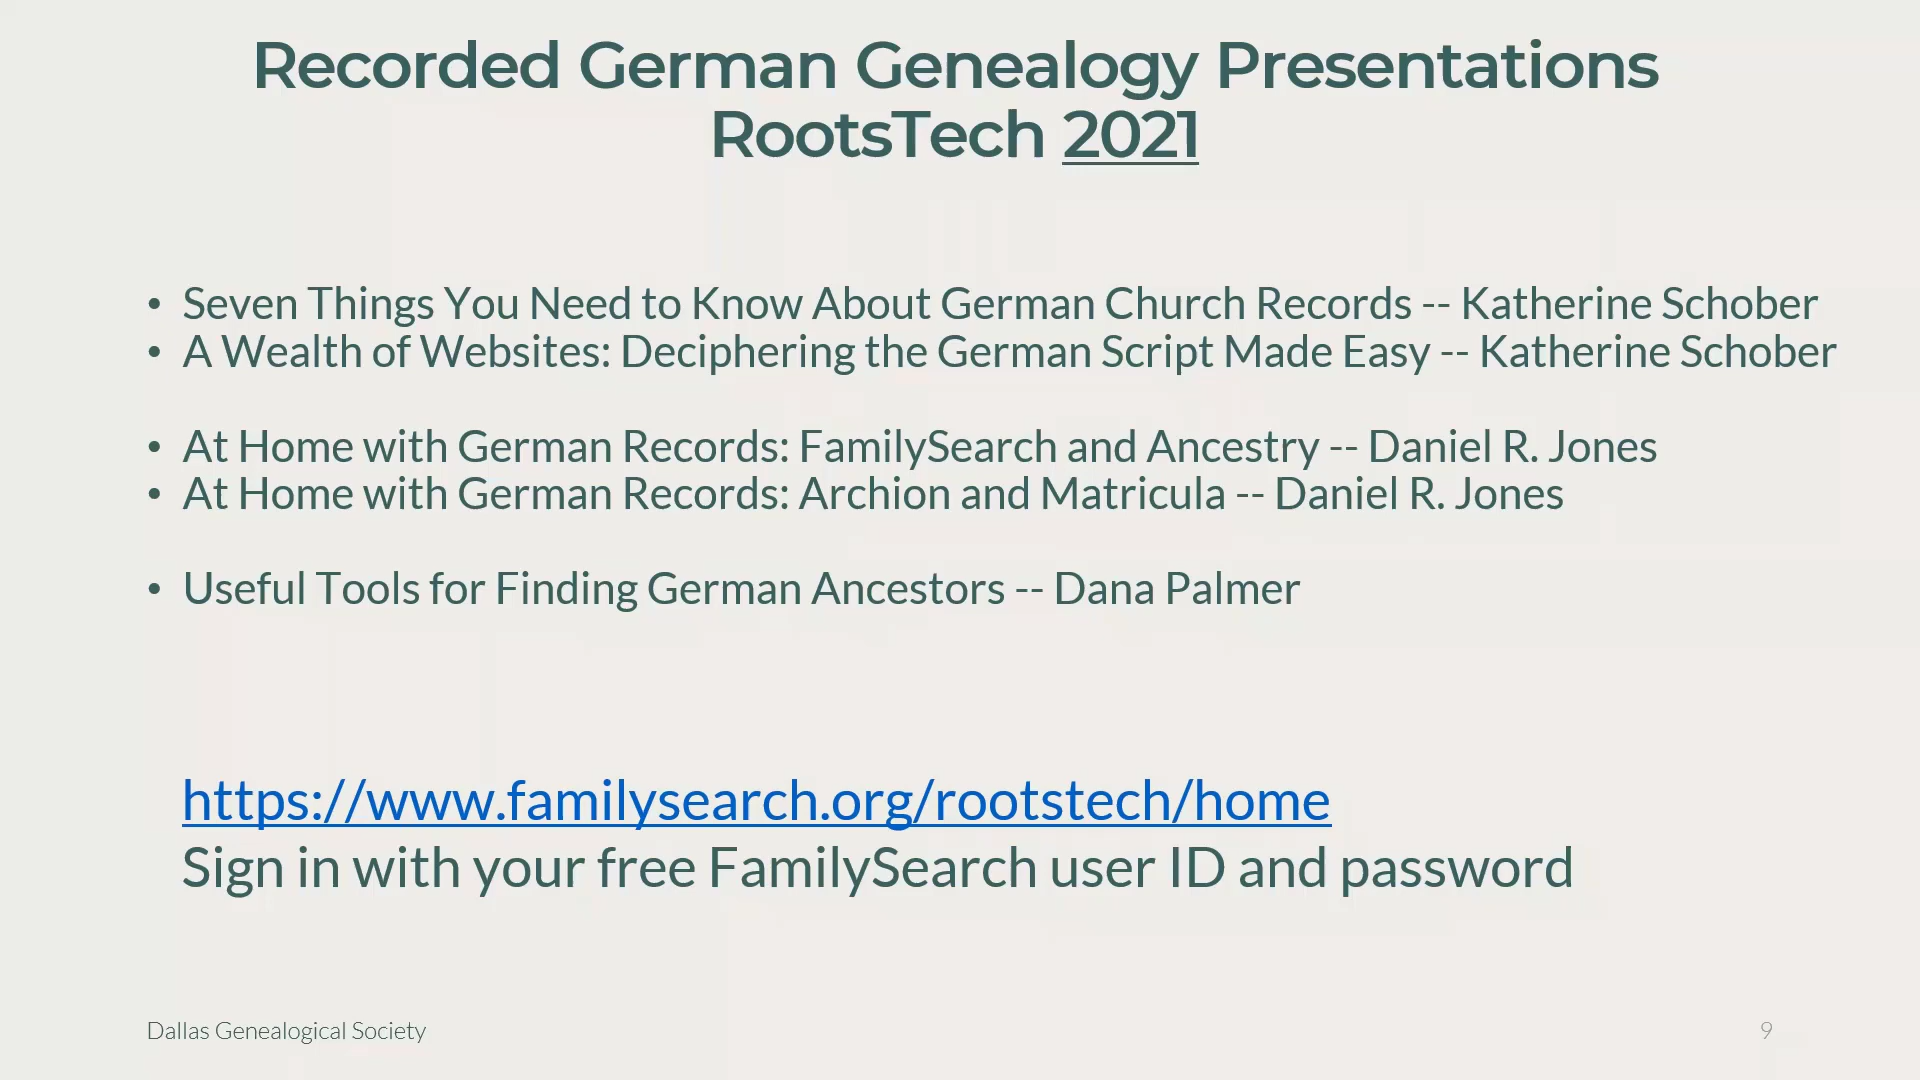 Recorded German Genealogy Presentations
RootsTech 2021
• Seven Things You Need to Know About German Church Records -- Katherine Schober
• A Wealth of Websites: Deciphering the German Script Made Easy -- Katherine Schober
• At Home with German Records: FamilySearch and Ancestry -- Daniel R. Jones
• At Home with German Records: Archion and Matricula -- Daniel R. Jones
• Useful Tools for Finding German Ancestors -- Dana Palmer
https://www.familysearch.org/rootstech/home
Sign in with your free FamilySearch user ID and password
Dallas Genealogical Society
9